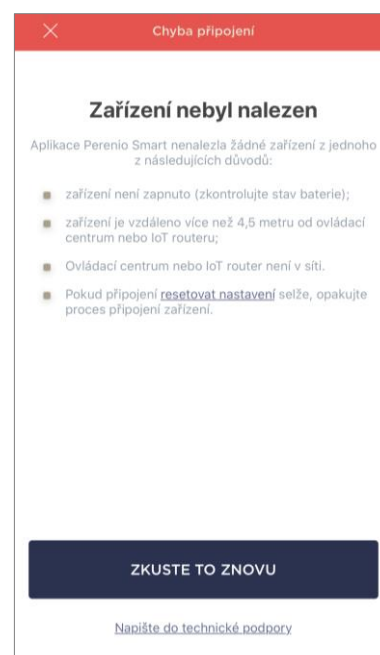 Chyba připojení
Zařízení nebyl nalezen
Aplikace Perenio Smart nenalezla žádné zařízení z jednoho
z následujících důvodů:
zařízení není zapnuto (zkontrolujte stav baterie);
zařízení je vzdáleno více než 4,5 metru od ovládací
centrum nebo IoT routeru;
Ovládací centrum nebo IoT router není v síti.
Pokud připojení resetovat nastavení selže, opakujte
proces připojení zařízení.
ZKUSTE TO ZNOVU
Napište do technické podpory